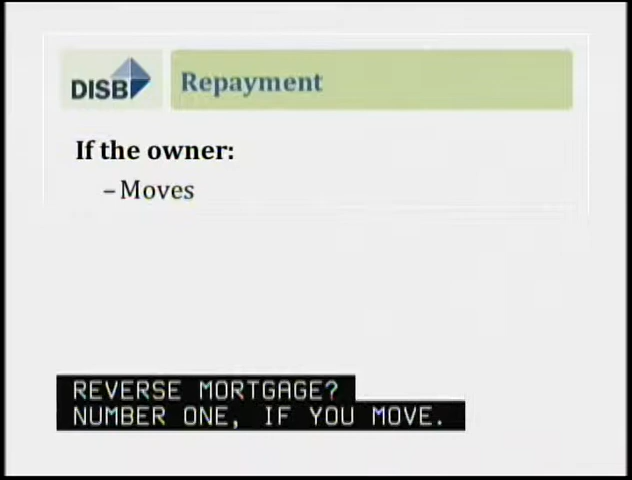 DISB
Repayment
If the owner:
– Moves
REVERSE MORTGAGE?
NUMBER ONE, IF YOU MOVE.